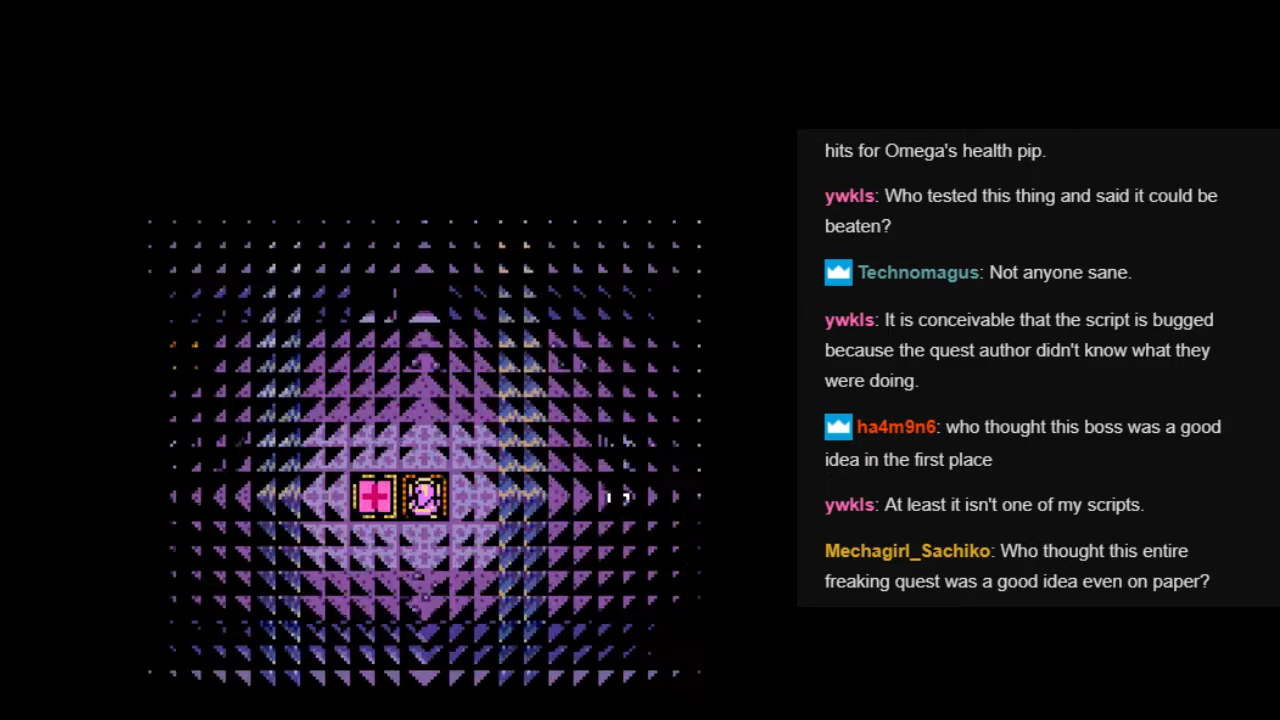 hits for Omega's health pip.
ywkls: Who tested this thing and said it could be
beaten?
Technomagus: Not anyone sane.
ywkls: It is conceivable that the script is bugged
because the quest author didn't know what they
were doing.
ha4m9n6: who thought this boss was a good
idea in the first place
ywkls: At least it isn't one of my scripts.
Mechagirl_Sachiko: Who thought this entire
freaking quest was a good idea even on paper?